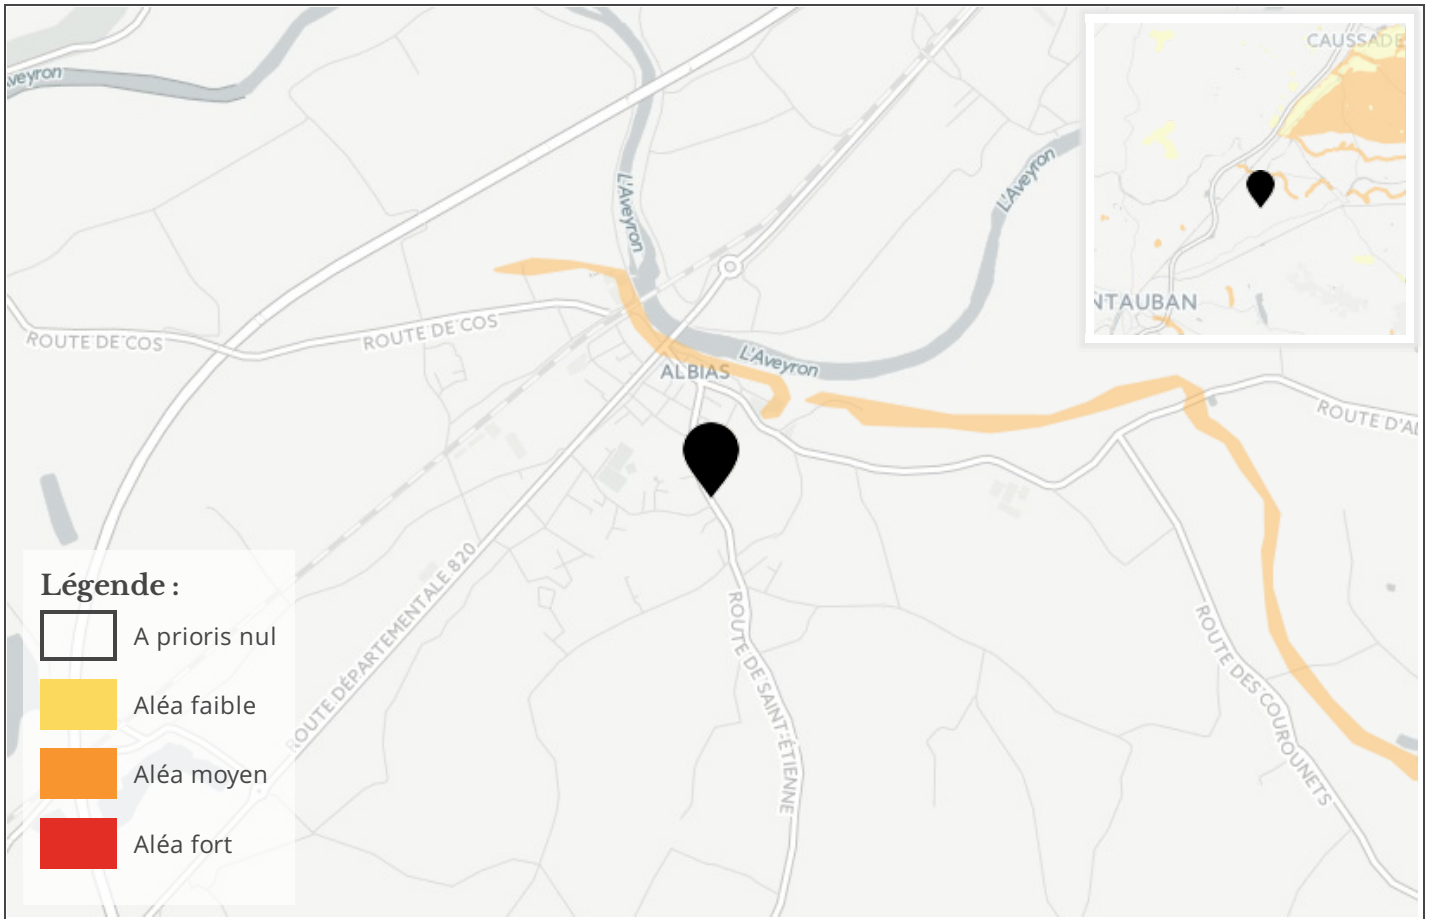 veyron
CAUSSADE
L'Aveyron
L'Aveyron
NTAUBAN
ROUTE DE COS
ROUTE DE COS
L'Aveyron
ALBIAS
ROUTE D'AL
Légende :
A prioris nul
Aléa faible
Aléa moyen
Aléa fort
ROUTE DÉPARTEMENTALE 820
ROUTE DE SAINT-ÉTIENNE
ROUTE DES COUROUNETS